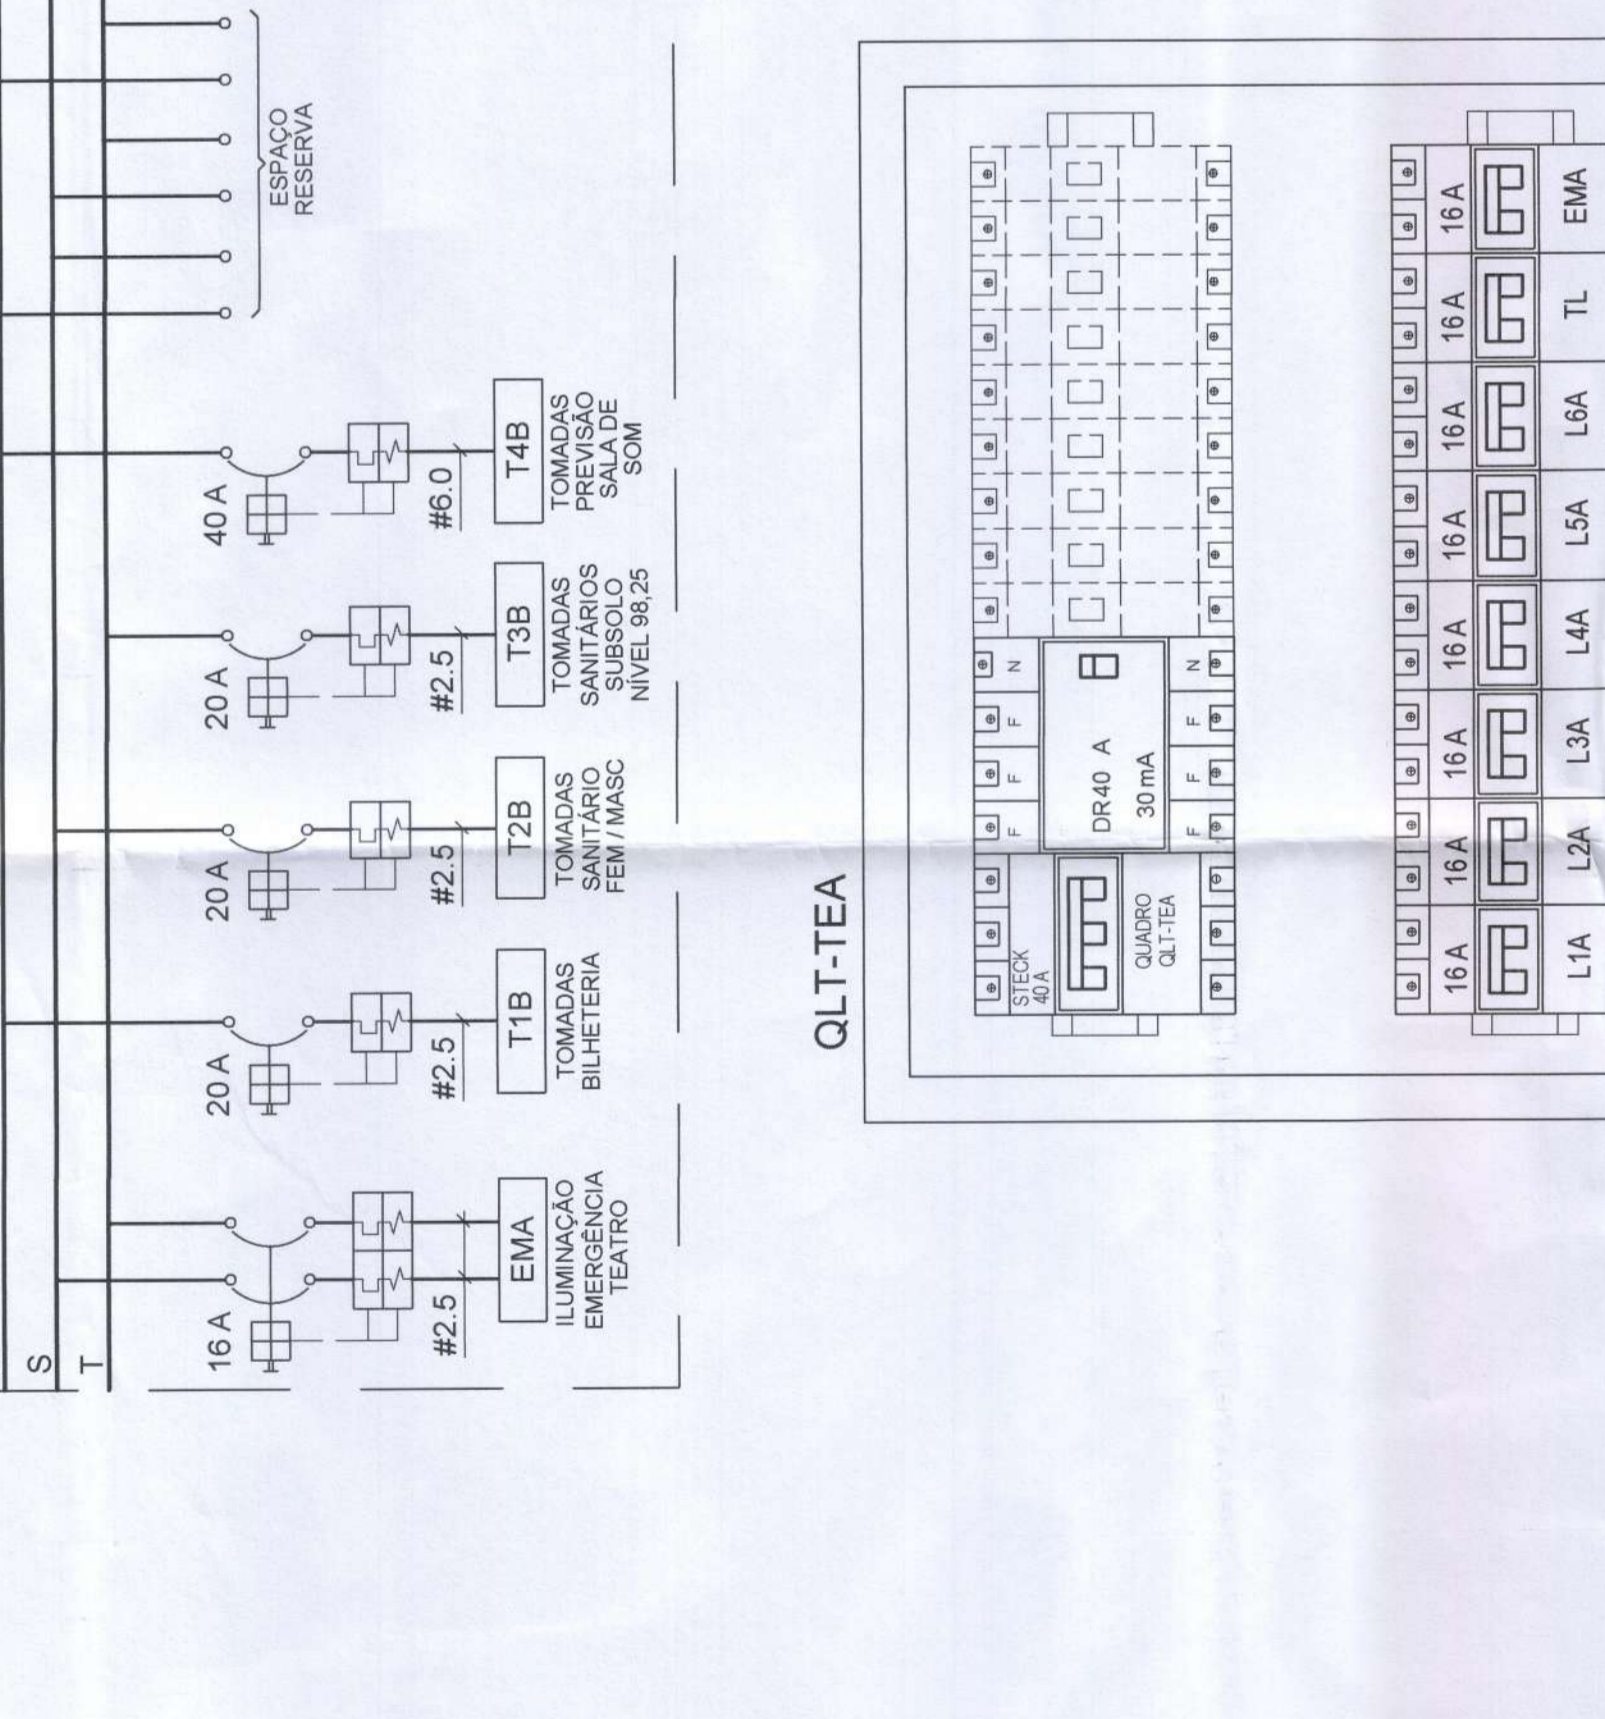 S
T
16 A
#2.5
EMA
ILUMINAÇÃO
EMERGÊNCIA
TEATRO
20 A
#2.5
T1B
TOMADAS
BILHETERIA
20 A
#2.5
T2B
TOMADAS
SANITÁRIO
FEM / MASC
20 A
#2.5
T3B
TOMADAS
SANITÁRIOS
SUBSOLO
NÍVEL 98,25
40 A
#6.0
T4B
TOMADAS
PREVISÃO
SALA DE
SOM
ESPAÇO
RESERVA
QLT-TEA
STECK
40 A
QUADRO
QLT-TEA
F F F N
DR40 A
30 mA
F F F N
16 A 16 A 16 A 16 A 16 A 16 A 16 A 16 A
L1A L2A L3A L4A L5A L6A TL EMA